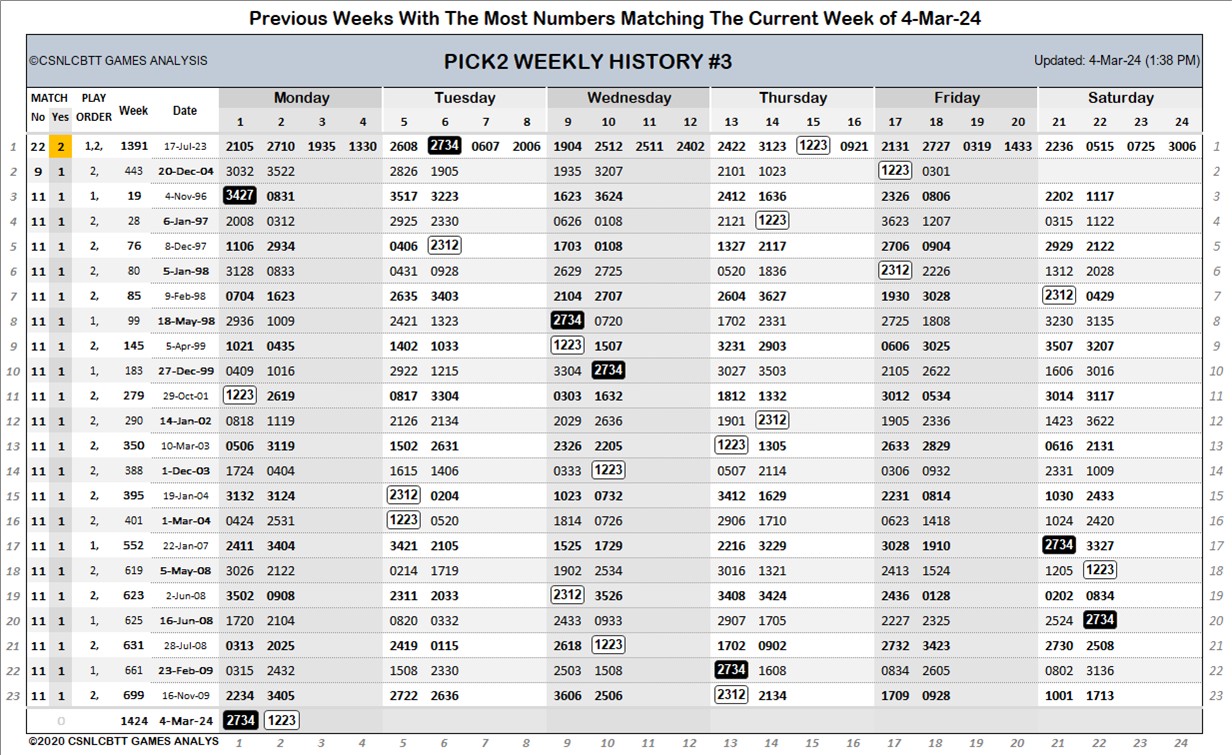 Previous Weeks With The Most Numbers Matching The Current Week of 4-Mar-24
©CSNLCBTT GAMES ANALYSIS PICK2 WEEKLY HISTORY #3 Updated: 4-Mar-24 (1:38 PM)
MATCH PLAY Week Date Monday Tuesday Wednesday Thursday Friday Saturday
No Yes ORDER 1 2 3 4 5 6 7 8 9 10 11 12 13 14 15 16 17 18 19 20 21 22 23 24
1 22 2 1,2, 1391 17-Jul-23 2105 2710 1935 1330 2608 2734 0607 2006 1904 2512 2511 2402 2422 3123 1223 0921 2131 2727 0319 1433 2236 0515 0725 3006 1
2 9 1 2, 443 20-Dec-04 3032 3522 2826 1905 1935 3207 2101 1023 1223 0301 2
3 11 1 1, 19 4-Nov-96 3427 0831 3517 3223 1623 3624 2412 1636 2326 0806 2202 1117 3
4 11 1 2, 28 6-Jan-97 2008 0312 2925 2330 0626 0108 2121 1223 3623 1207 0315 1122 4
5 11 1 2, 76 8-Dec-97 1106 2934 0406 2312 1703 0108 1327 2117 2706 0904 2929 2122 5
6 11 1 2, 80 5-Jan-98 3128 0833 0431 0928 2629 2725 0520 1836 2312 2226 1312 2028 6
7 11 1 2, 85 9-Feb-98 0704 1623 2635 3403 2104 2707 2604 3627 1930 3028 2312 0429 7
8 11 1 1, 99 18-May-98 2936 1009 2421 1323 2734 0720 1702 2331 2725 1808 3230 3135 8
9 11 1 2, 145 5-Apr-99 1021 0435 1402 1033 1223 1507 3231 2903 0606 3025 3507 3207 9
10 11 1 1, 183 27-Dec-99 0409 1016 2922 1215 3304 2734 3027 3503 2105 2622 1606 3016 10
11 11 1 2, 279 29-Oct-01 1223 2619 0817 3304 0303 1632 1812 1332 3012 0534 3014 3117 11
12 11 1 2, 290 14-Jan-02 0818 1119 2126 2134 2029 2636 1901 2312 1905 2336 1423 3622 12
13 11 1 2, 350 10-Mar-03 0506 3119 1502 2631 2326 2205 1223 1305 2633 2829 0616 2131 13
14 11 1 2, 388 1-Dec-03 1724 0404 1615 1406 0333 1223 0507 2114 0306 0932 2331 1009 14
15 11 1 2, 395 19-Jan-04 3132 3124 2312 0204 1023 0732 3412 1629 2231 0814 1030 2433 15
16 11 1 2, 401 1-Mar-04 0424 2531 1223 0520 1814 0726 2906 1710 0623 1418 1024 2420 16
17 11 1 1, 552 22-Jan-07 2411 3404 3421 2105 1525 1729 2216 3229 3028 1910 2734 3327 17
18 11 1 2, 619 5-May-08 3026 2122 0214 1719 1902 2534 3016 1321 2413 1524 1205 1223 18
19 11 1 2, 623 2-Jun-08 3502 0908 2311 2033 2312 3526 3408 3424 2436 0128 0202 0834 19
20 11 1 1, 625 16-Jun-08 1720 2104 0820 0332 2433 0933 2907 1705 2227 2325 2524 2734 20
21 11 1 2, 631 28-Jul-08 0313 2025 2419 0115 2618 1223 1702 0902 2732 3423 2730 2508 21
22 11 1 1, 661 23-Feb-09 0315 2432 1508 2330 2503 1508 2734 1608 0834 2605 0802 3136 22
23 11 1 2, 699 16-Nov-09 2234 3405 2722 2636 3606 2506 2312 2134 1709 0928 1001 1713 23
0 1424 4-Mar-24 2734 1223
©2020 CSNLCBTT GAMES ANALYS 1 2 3 4 5 6 7 8 9 10 11 12 13 14 15 16 17 18 19 20 21 22 23 24